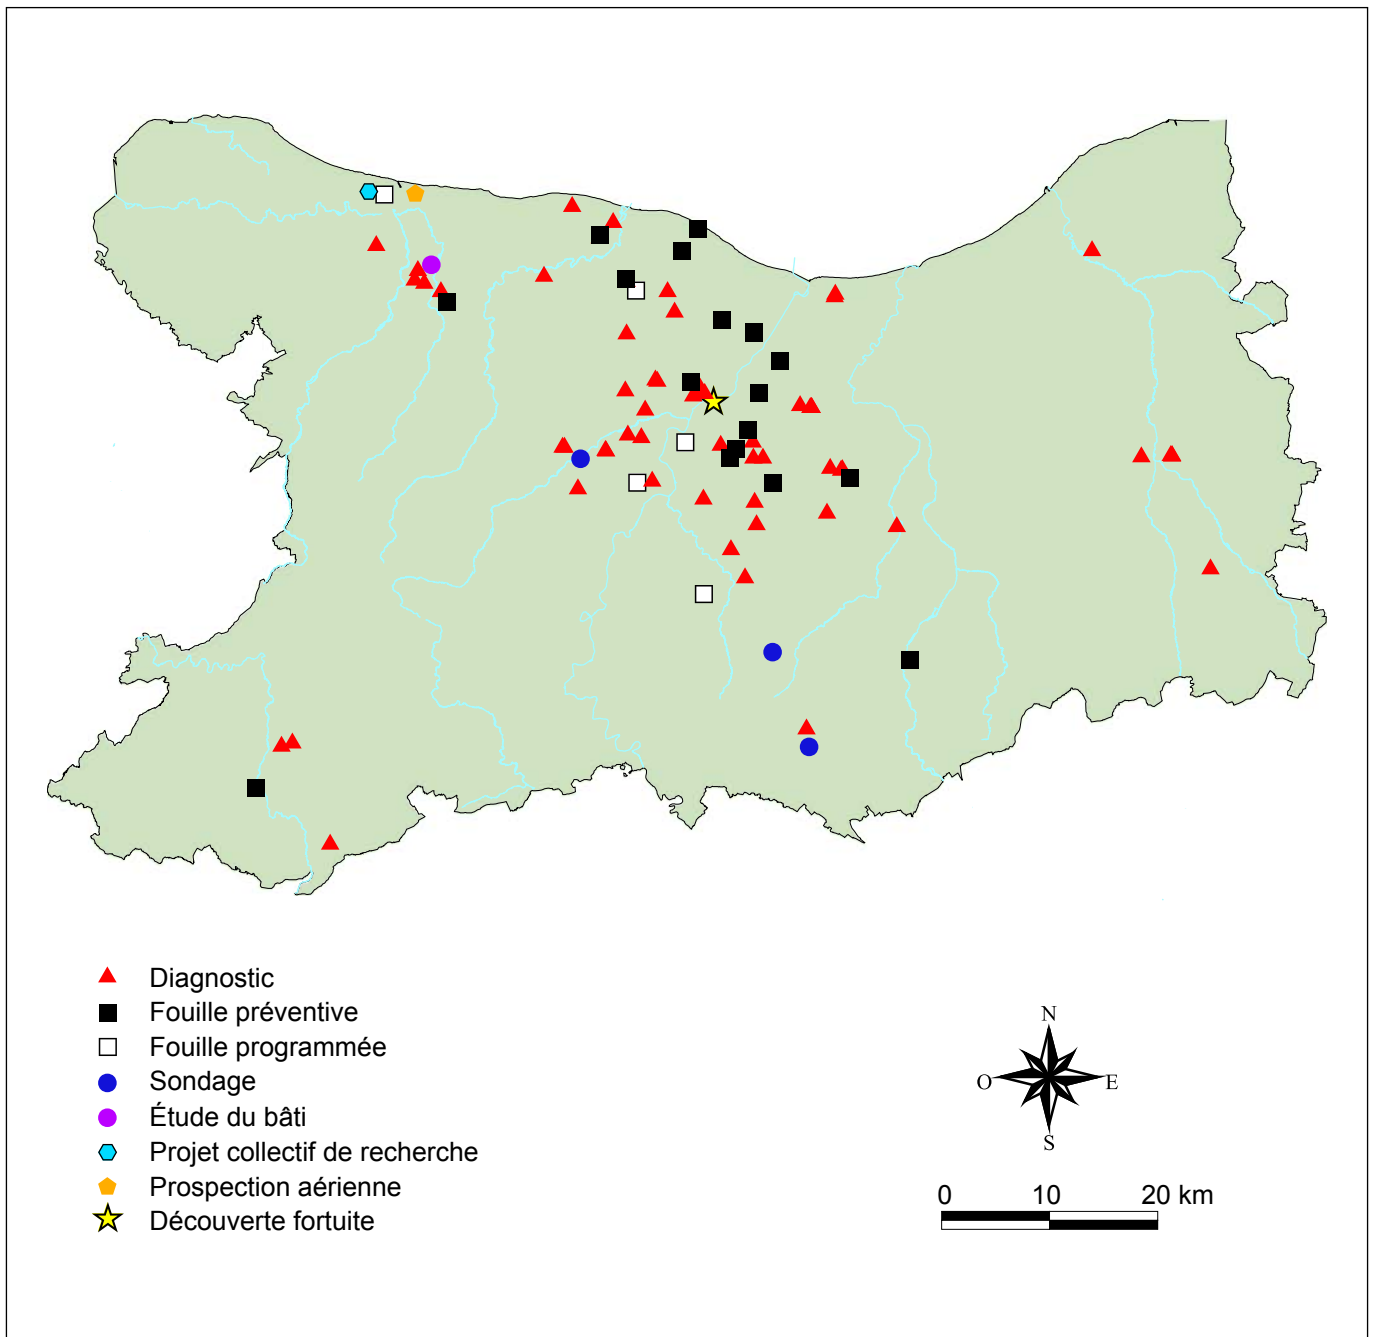 Diagnostic
Fouille préventive
Fouille programmée
Sondage
Étude du bâti
Projet collectif de recherche
Prospection aérienne
Découverte fortuite
N
O E
S
0 10 20 km